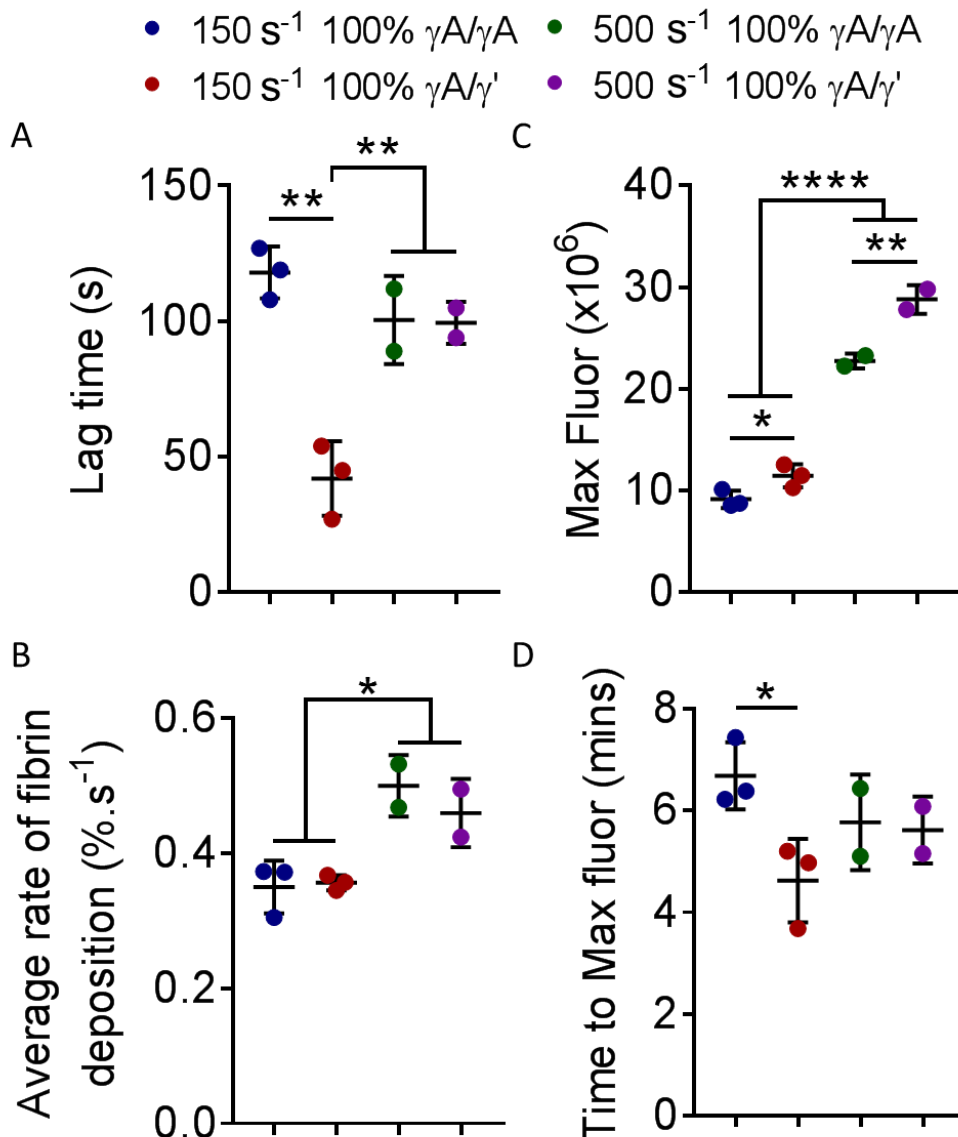 150 s⁻¹ 100% γA/γA
500 s⁻¹ 100% γA/γA
150 s⁻¹ 100% γA/γ'
500 s⁻¹ 100% γA/γ'
A
Lag time (s)
150
100
50
0
**
**
C
Max Fluor (x10⁶)
40
30
20
10
0
****
**
*
B
Average rate of fibrin
deposition (%.s⁻¹)
0.6
0.4
0.2
0.0
*
D
Time to Max fluor (mins)
8
6
4
2
0
*